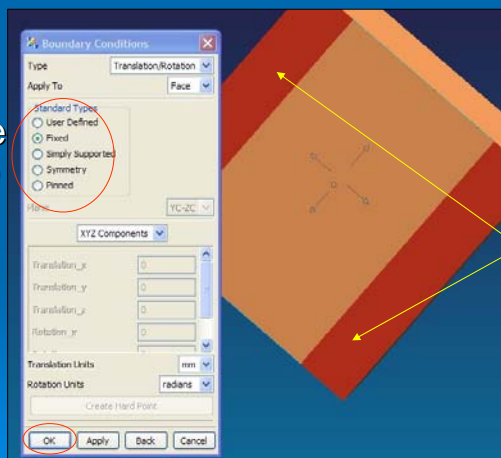 Boundary Conditions
Type Translation/Rotation
Apply To Face
Standard Types
User Defined
Fixed
Simply Supported
Symmetry
Pinned
Plane YC-ZC
XYZ Components
Translation_x 0
Translation_y 0
Translation_z 0
Rotation_x 0
Translation Units mm
Rotation Units radians
Create Hard Point
OK Apply Back Cancel